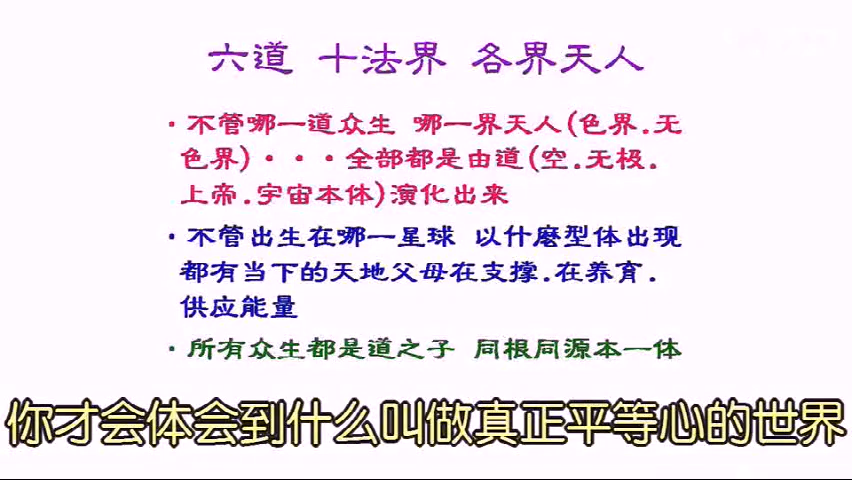 六道 十法界 各界天人
·不管哪一道众生 哪一界天人(色界.无
色界)···全部都是由道(空.无极.
上帝.宇宙本体)演化出来
·不管出生在哪一星球 以什麽型体出现
都有当下的天地父母在支撑.在养育.
供应能量
·所有众生都是道之子 同根同源本一体
你才会体会到什么叫做真正平等心的世界